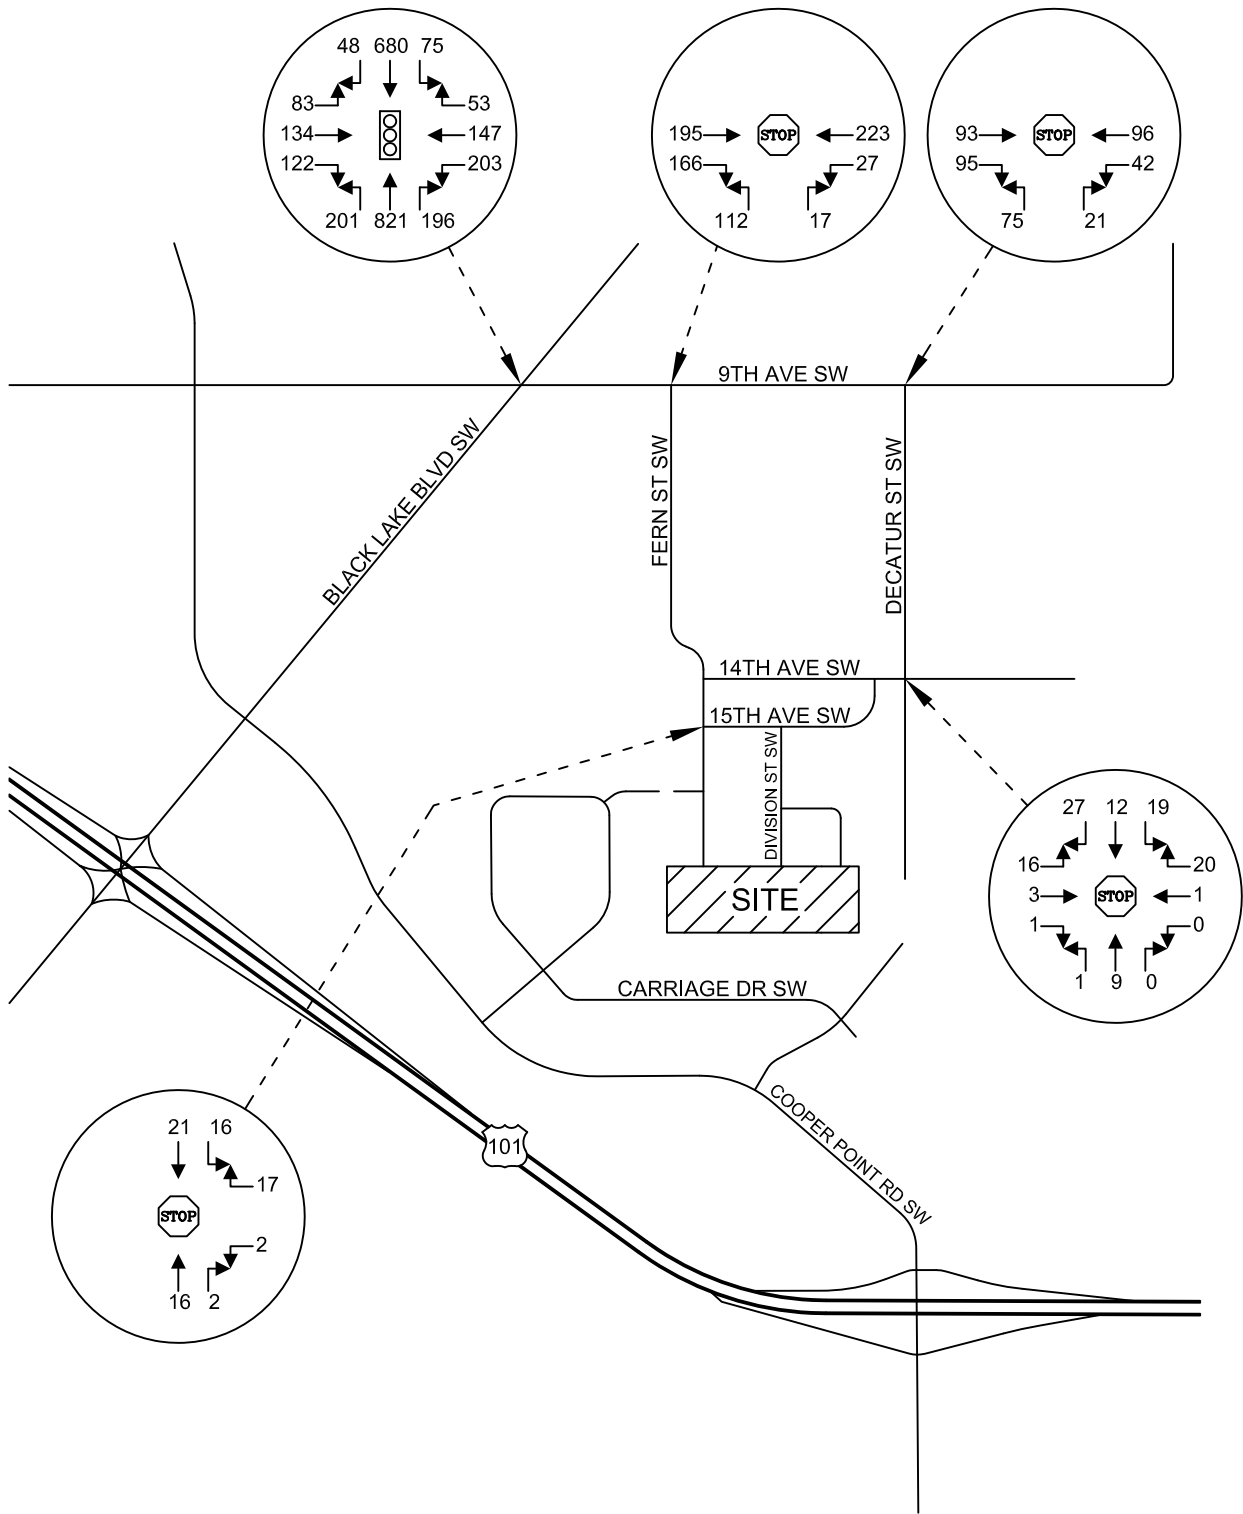 48 680 75
83 53
134 147
122 203
201 821 196
195 STOP 223
166 27
112 17
93 STOP 96
95 42
75 21
9TH AVE SW
BLACK LAKE BLVD SW
FERN ST SW
DECATUR ST SW
14TH AVE SW
15TH AVE SW
DIVISION ST SW
SITE
27 12 19
16 20
3 STOP 1
1 0
1 9 0
CARRIAGE DR SW
COOPER POINT RD SW
101
21 16
17
STOP
2
16 2